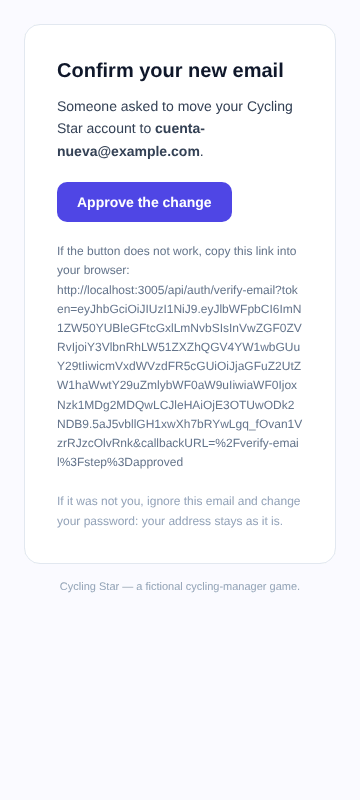 Confirm your new email
Someone asked to move your Cycling
Star account to cuenta-
nueva@example.com.
Approve the change
If the button does not work, copy this link into
your browser:
http://localhost:3005/api/auth/verify-email?tok
en=eyJhbGciOiJIUzI1NiJ9.eyJlbWFpbCI6ImN
1ZW50YUBleGFtcGxlLmNvbSIsInVwZGF0ZV
RvIjoiY3VlbnRhLW51ZXZhQGV4YW1wbGUu
Y29tIiwicmVxdWVzdFR5cGUiOiJjaGFuZ2UtZ
W1haWwtY29uZmlybWF0aW9uIiwiaWF0Ijox
Nzk1MDg2MDQwLCJleHAiOjE3OTUwODk2
NDB9.5aJ5vbllGH1xwXh7bRYwLgq_fOvan1V
zrRJzcOlvRnk&callbackURL=%2Fverify-emai
l%3Fstep%3Dapproved
If it was not you, ignore this email and change
your password: your address stays as it is.
Cycling Star — a fictional cycling-manager game.